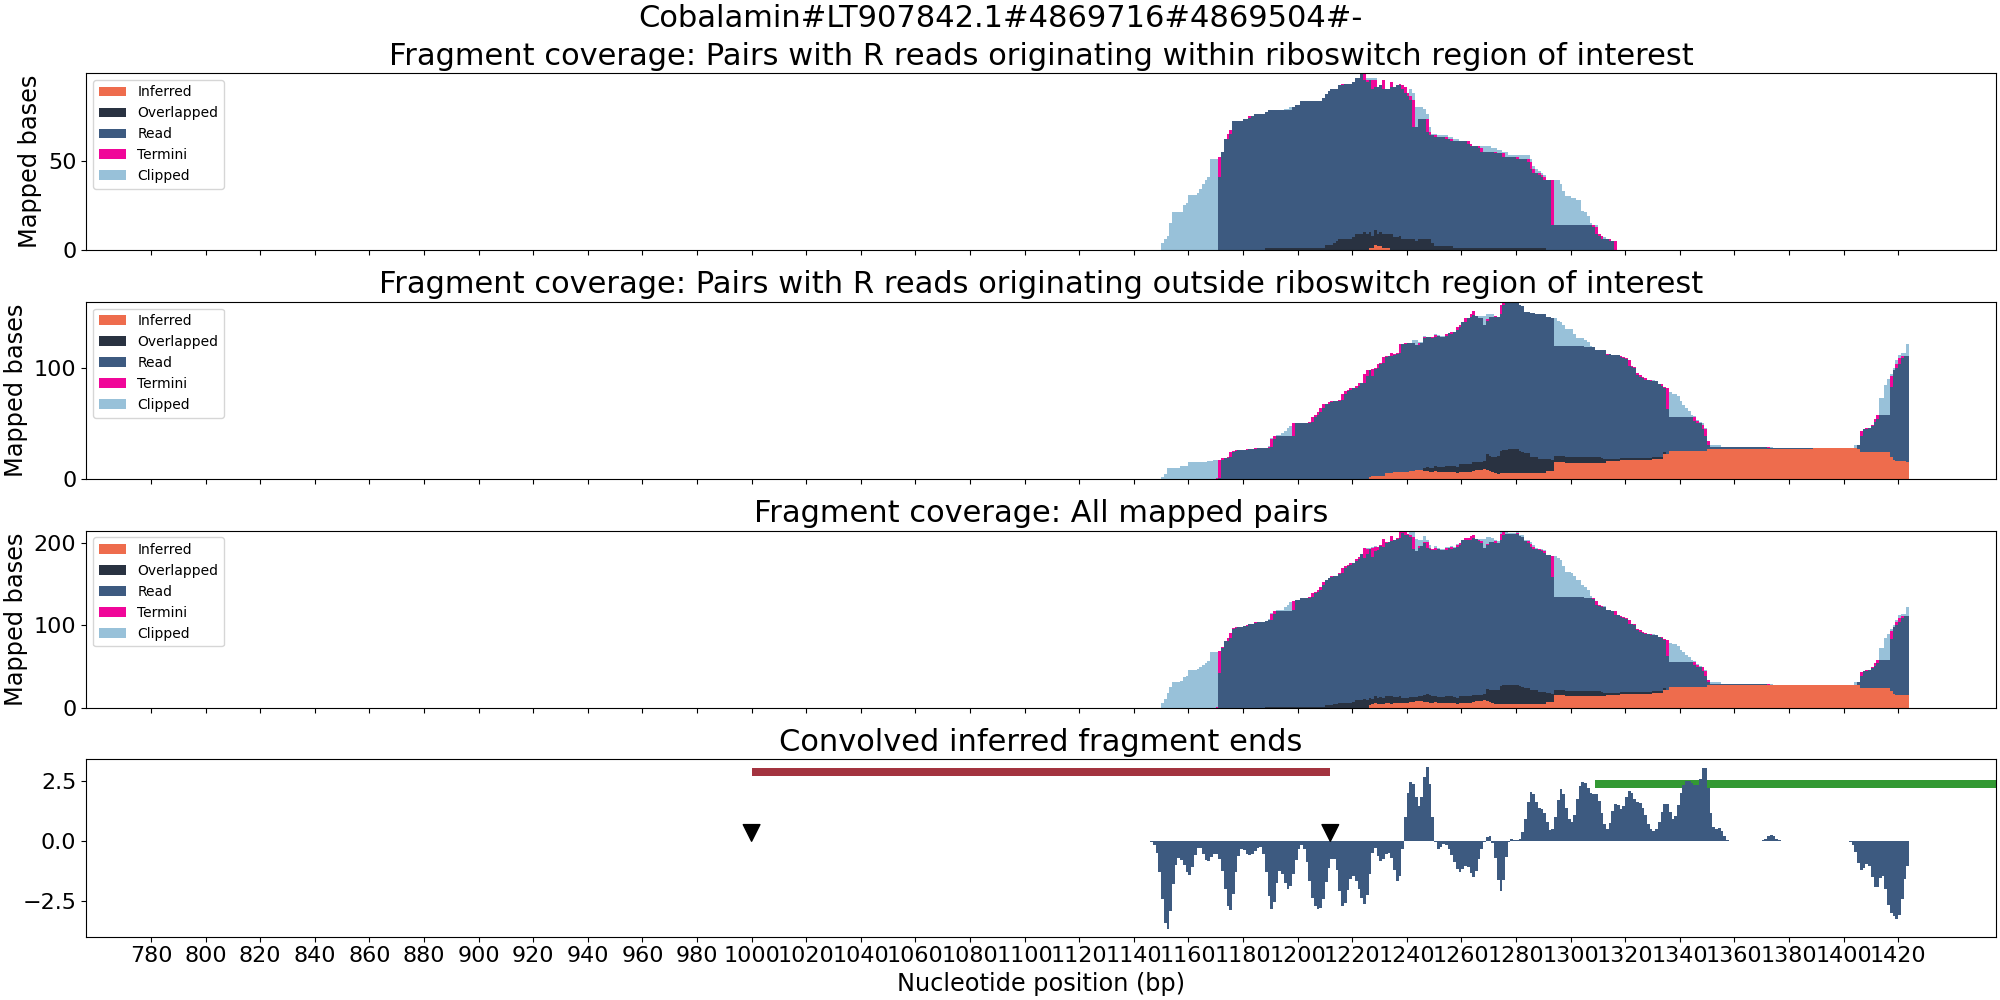 Cobalamin#LT907842.1#4869716#4869504#-
Fragment coverage: Pairs with R reads originating within riboswitch region of interest
Mapped bases
50
0
Inferred
Overlapped
Read
Termini
Clipped
Fragment coverage: Pairs with R reads originating outside riboswitch region of interest
Mapped bases
100
0
Inferred
Overlapped
Read
Termini
Clipped
Fragment coverage: All mapped pairs
Mapped bases
200
100
0
Inferred
Overlapped
Read
Termini
Clipped
Convolved inferred fragment ends
2.5
0.0
−2.5
780 800 820 840 860 880 900 920 940 960 980 1000 1020 1040 1060 1080 1100 1120 1140 1160 1180 1200 1220 1240 1260 1280 1300 1320 1340 1360 1380 1400 1420
Nucleotide position (bp)